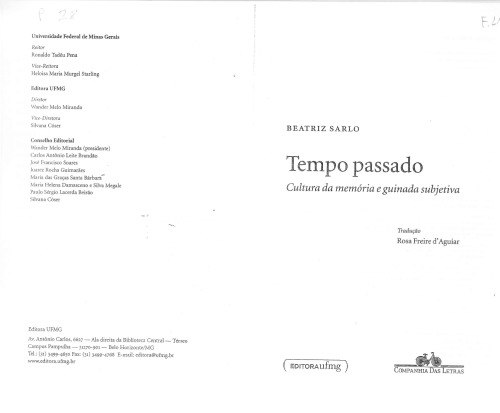 P. 28
Universidade Federal de Minas Gerais
Reitor
Ronaldo Tadêu Pena
Vice-Reitora
Heloisa Maria Murgel Starling
Editora UFMG
Diretor
Wander Melo Miranda
Vice-Diretora
Silvana Cóser
Conselho Editorial
Wander Melo Miranda (presidente)
Carlos Antônio Leite Brandão
José Francisco Soares
Juarez Rocha Guimarães
Maria das Graças Santa Bárbara
Maria Helena Damasceno e Silva Megale
Paulo Sérgio Lacerda Beirão
Silvana Cóser
Editora UFMG
Av. Antônio Carlos, 6627 — Ala direita da Biblioteca Central — Térreo
Campus Pampulha — 31270-901 — Belo Horizonte/MG
Tel.: (31) 3499-4650 Fax: (31) 3499-4768 E-mail: editora@ufmg.br
www.editora.ufmg.br
BEATRIZ SARLO
Tempo passado
Cultura da memória e guinada subjetiva
Tradução
Rosa Freire d'Aguiar
EDITORA ufmg
COMPANHIA DAS LETRAS